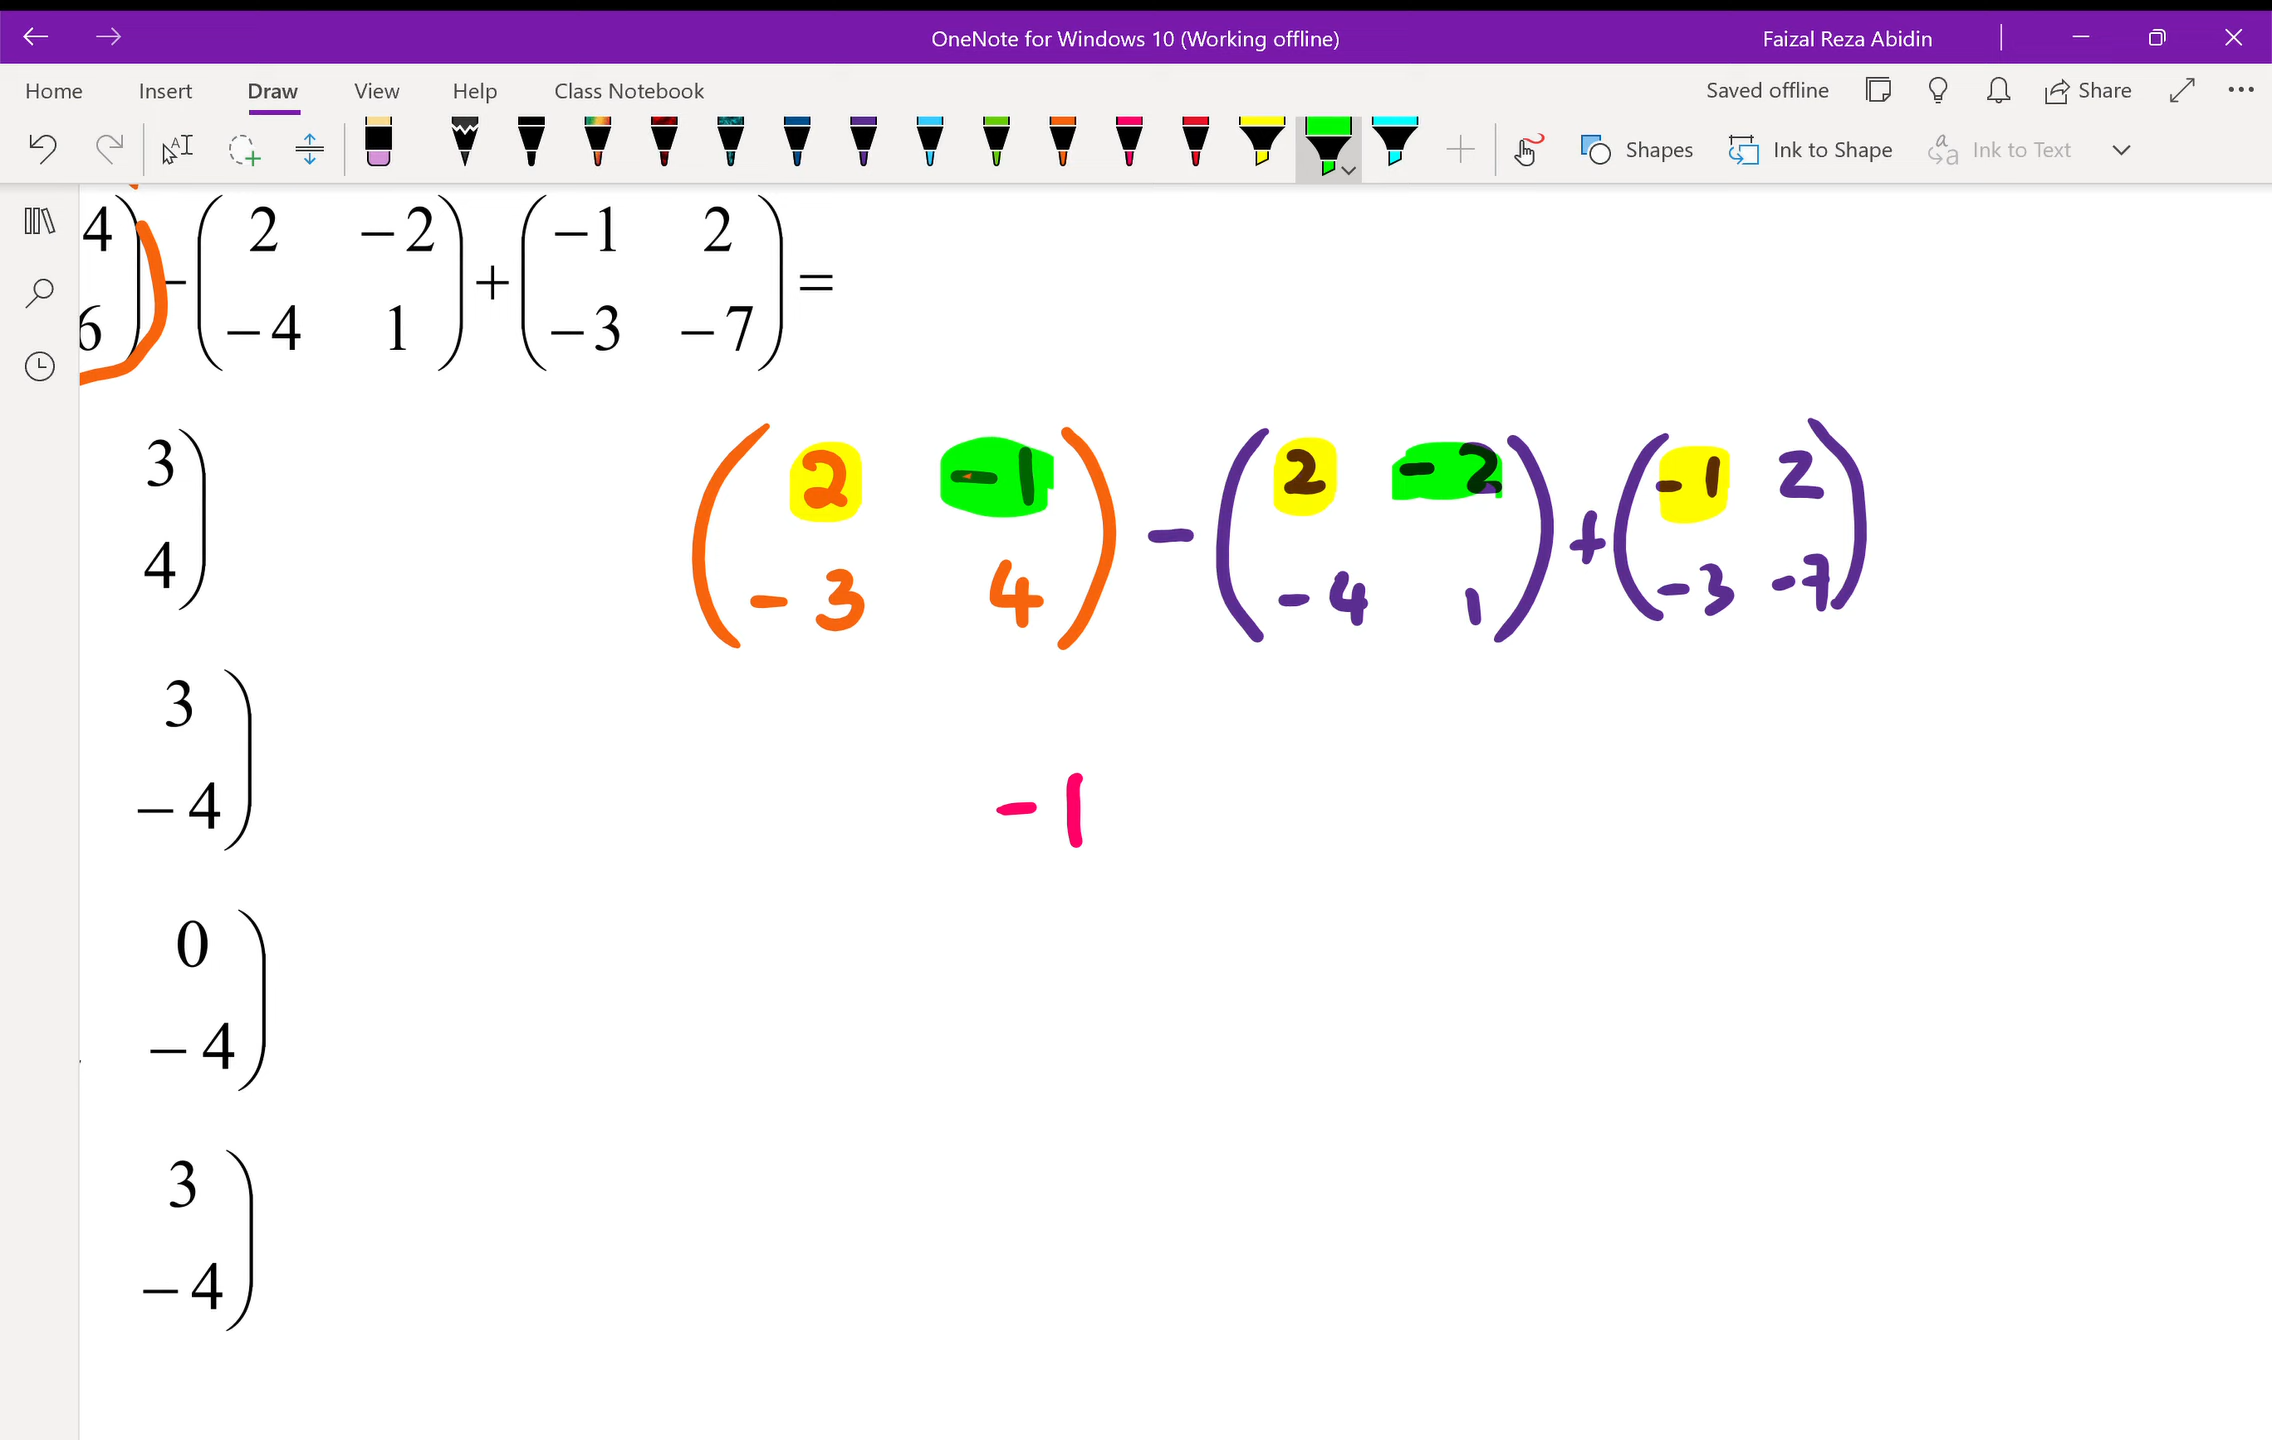 OneNote for Windows 10 (Working offline)
Faizal Reza Abidin
Home Insert Draw View Help Class Notebook
Saved offline Share
Shapes Ink to Shape Ink to Text
4 2 −2 −1 2
− + =
6 −4 1 −3 −7
3
4
2 -1 2 -2 -1 2
- +
-3 4 -4 1 -3 -7
3
−4
-1
0
−4
3
−4